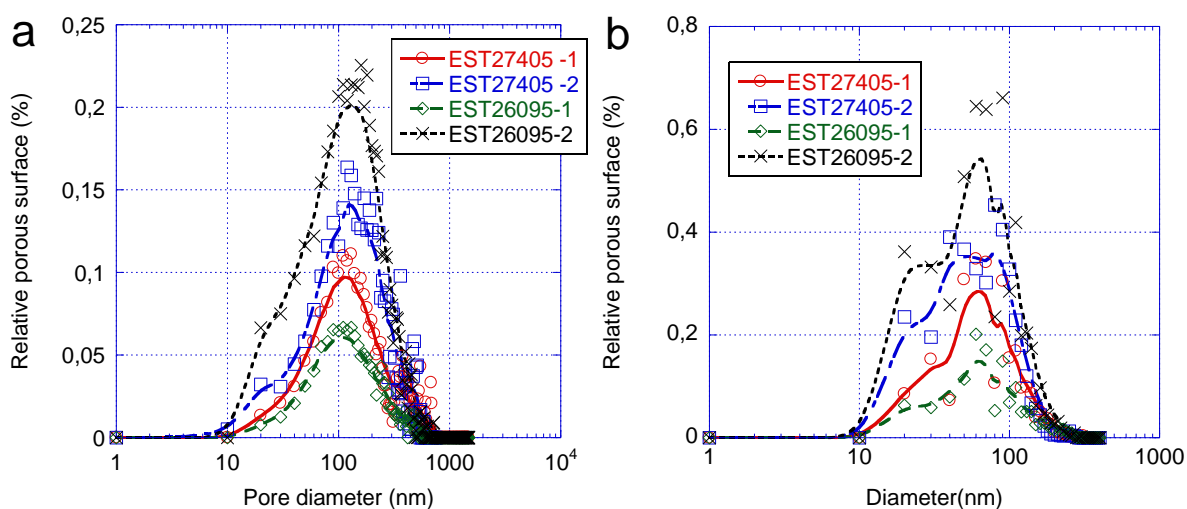 a
0,25
0,2
0,15
0,1
0,05
0
Relative porous surface (%)
EST27405 -1
EST27405 -2
EST26095-1
EST26095-2
1
10
100
1000
10⁴
Pore diameter (nm)
b
0,8
0,6
0,4
0,2
0
Relative porous surface (%)
EST27405-1
EST27405-2
EST26095-1
EST26095-2
1
10
100
1000
Diameter(nm)